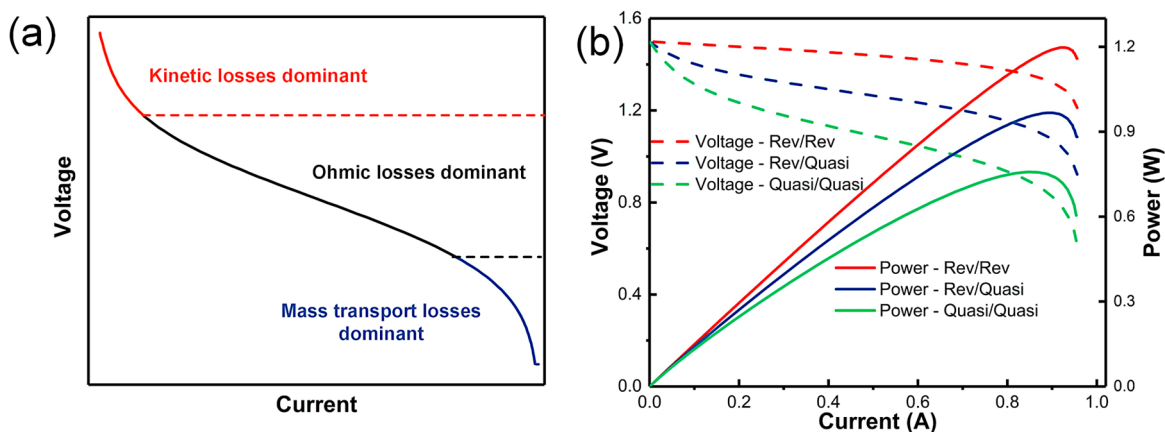 (a)
Kinetic losses dominant
Ohmic losses dominant
Mass transport losses
dominant
Voltage
Current
(b)
1.6
1.2
0.8
0.4
0.0
Voltage (V)
Voltage - Rev/Rev
Voltage - Rev/Quasi
Voltage - Quasi/Quasi
Power - Rev/Rev
Power - Rev/Quasi
Power - Quasi/Quasi
1.2
0.9
0.6
0.3
0.0
Power (W)
0.0 0.2 0.4 0.6 0.8 1.0
Current (A)